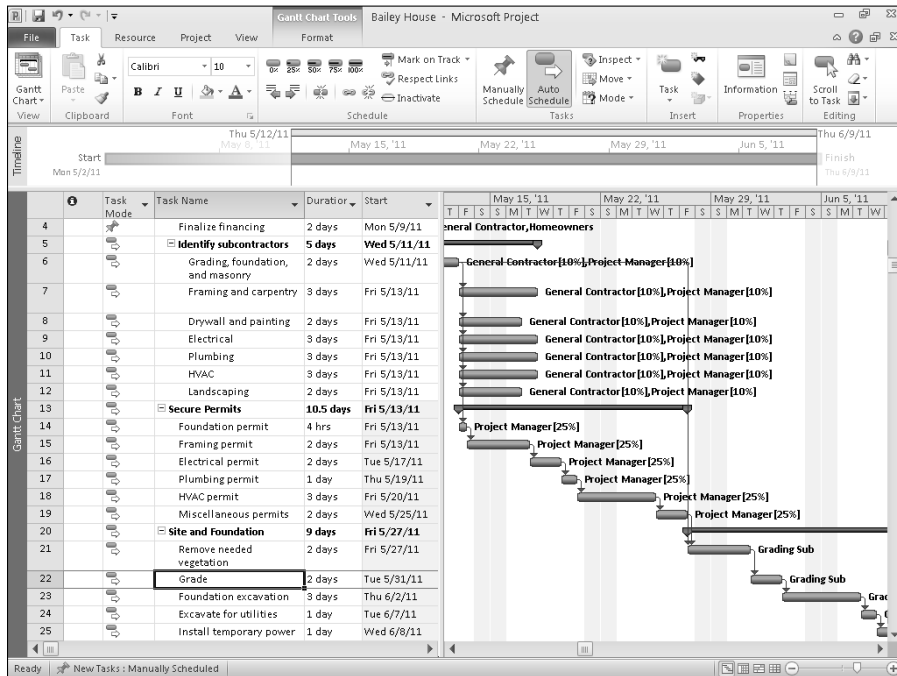 Gantt Chart Tools Bailey House - Microsoft Project
File Task Resource Project View Format
Calibri 10
0% 25% 50% 75% 100%
Mark on Track
Respect Links
Inactivate
Inspect
Move
Mode
B I U A
Gantt Chart
Paste
Manually Schedule
Auto Schedule
Task
Information
Scroll to Task
View Clipboard Font Schedule Tasks Insert Properties Editing
Timeline
Thu 5/12/11
Thu 6/9/11
May 8, '11 May 15, '11 May 22, '11 May 29, '11 Jun 5, '11
Start
Mon 5/2/11
Finish
Thu 6/9/11
Task Mode Task Name Duration Start
May 15, '11 May 22, '11 May 29, '11 Jun 5, '11
T F S S M T W T F S S M T W T F S S M T W T F S S M T W
4 Finalize financing 2 days Mon 5/9/11 eneral Contractor,Homeowners
5 Identify subcontractors 5 days Wed 5/11/11
6 Grading, foundation, and masonry 2 days Wed 5/11/11 General Contractor[10%],Project Manager[10%]
7 Framing and carpentry 3 days Fri 5/13/11 General Contractor[10%],Project Manager[10%]
8 Drywall and painting 2 days Fri 5/13/11 General Contractor[10%],Project Manager[10%]
9 Electrical 3 days Fri 5/13/11 General Contractor[10%],Project Manager[10%]
10 Plumbing 3 days Fri 5/13/11 General Contractor[10%],Project Manager[10%]
11 HVAC 3 days Fri 5/13/11 General Contractor[10%],Project Manager[10%]
12 Landscaping 2 days Fri 5/13/11 General Contractor[10%],Project Manager[10%]
13 Secure Permits 10.5 days Fri 5/13/11
14 Foundation permit 4 hrs Fri 5/13/11 Project Manager[25%]
15 Framing permit 2 days Fri 5/13/11 Project Manager[25%]
16 Electrical permit 2 days Tue 5/17/11 Project Manager[25%]
17 Plumbing permit 1 day Thu 5/19/11 Project Manager[25%]
18 HVAC permit 3 days Fri 5/20/11 Project Manager[25%]
19 Miscellaneous permits 2 days Wed 5/25/11 Project Manager[25%]
20 Site and Foundation 9 days Fri 5/27/11
21 Remove needed vegetation 2 days Fri 5/27/11 Grading Sub
22 Grade 2 days Tue 5/31/11 Grading Sub
23 Foundation excavation 3 days Thu 6/2/11 Grad
24 Excavate for utilities 1 day Tue 6/7/11
25 Install temporary power 1 day Wed 6/8/11
Gantt Chart
Ready New Tasks : Manually Scheduled